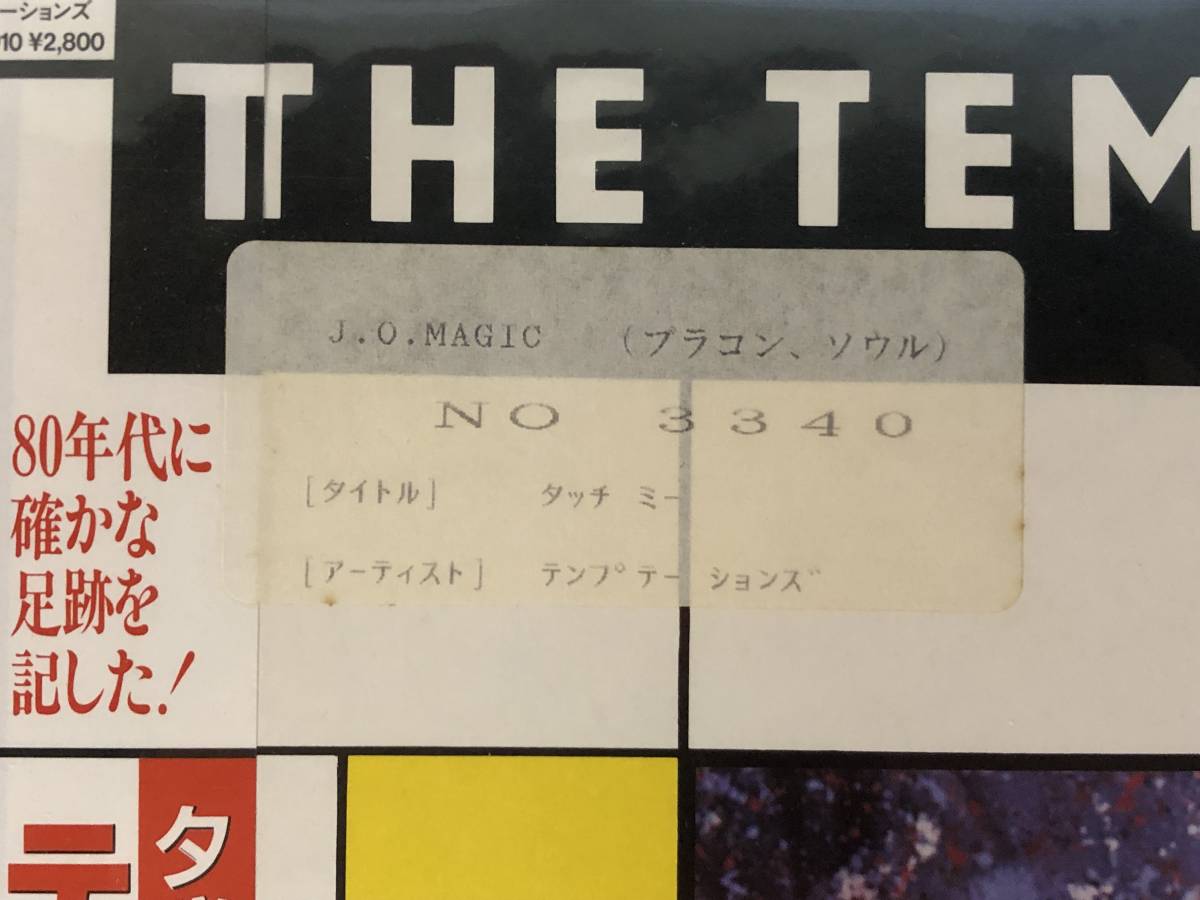 ーションズ
10 ¥2,800
THE TEM
J.O.MAGIC (ブラコン、ソウル)
NO 3340
[タイトル] タッチ ミー
[アーティスト] テンプテーションズ
80年代に
確かな
足跡を
記した!
タ
テ